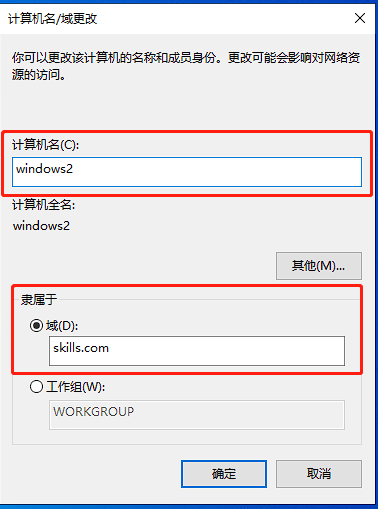 计算机名/域更改
你可以更改该计算机的名称和成员身份。更改可能会影响对网络资
源的访问。
计算机名(C):
windows2
计算机全名:
windows2
其他(M)...
隶属于
域(D):
skills.com
工作组(W):
WORKGROUP
确定
取消